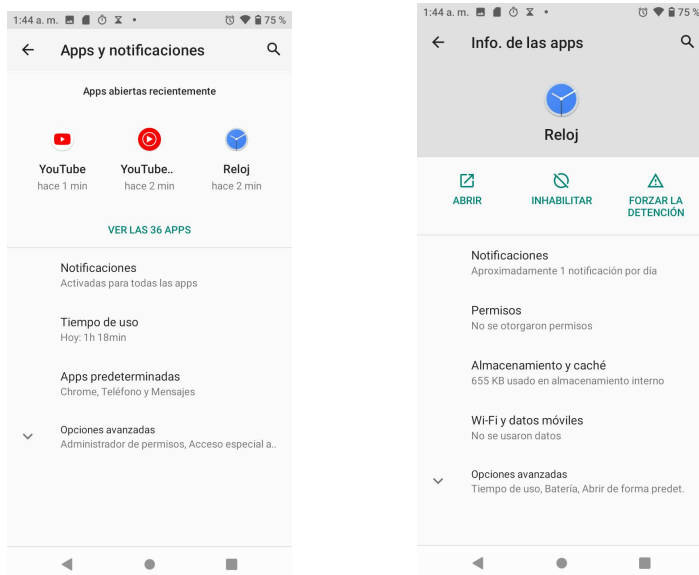 1:44 a. m. 75 %
Apps y notificaciones
Apps abiertas recientemente
YouTube YouTube.. Reloj
hace 1 min hace 2 min hace 2 min
VER LAS 36 APPS
Notificaciones
Activadas para todas las apps
Tiempo de uso
Hoy: 1h 18min
Apps predeterminadas
Chrome, Teléfono y Mensajes
Opciones avanzadas
Administrador de permisos, Acceso especial a..
1:44 a. m. 75 %
Info. de las apps
Reloj
ABRIR INHABILITAR FORZAR LA
DETENCIÓN
Notificaciones
Aproximadamente 1 notificación por día
Permisos
No se otorgaron permisos
Almacenamiento y caché
655 KB usado en almacenamiento interno
Wi-Fi y datos móviles
No se usaron datos
Opciones avanzadas
Tiempo de uso, Batería, Abrir de forma predet.